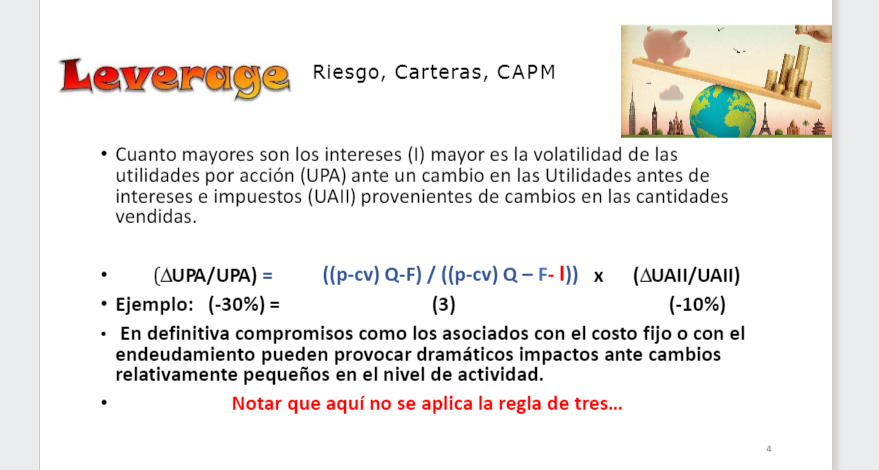 Leverage Riesgo, Carteras, CAPM
• Cuanto mayores son los intereses (I) mayor es la volatilidad de las
utilidades por acción (UPA) ante un cambio en las Utilidades antes de
intereses e impuestos (UAII) provenientes de cambios en las cantidades
vendidas.
• (∆UPA/UPA) = ((p-cv) Q-F) / ((p-cv) Q – F- I)) x (∆UAII/UAII)
• Ejemplo: (-30%) = (3) (-10%)
• En definitiva compromisos como los asociados con el costo fijo o con el
endeudamiento pueden provocar dramáticos impactos ante cambios
relativamente pequeños en el nivel de actividad.
• Notar que aquí no se aplica la regla de tres...
4